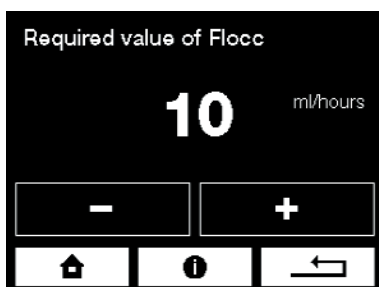 Required value of Flocc
10 ml/hours
- +